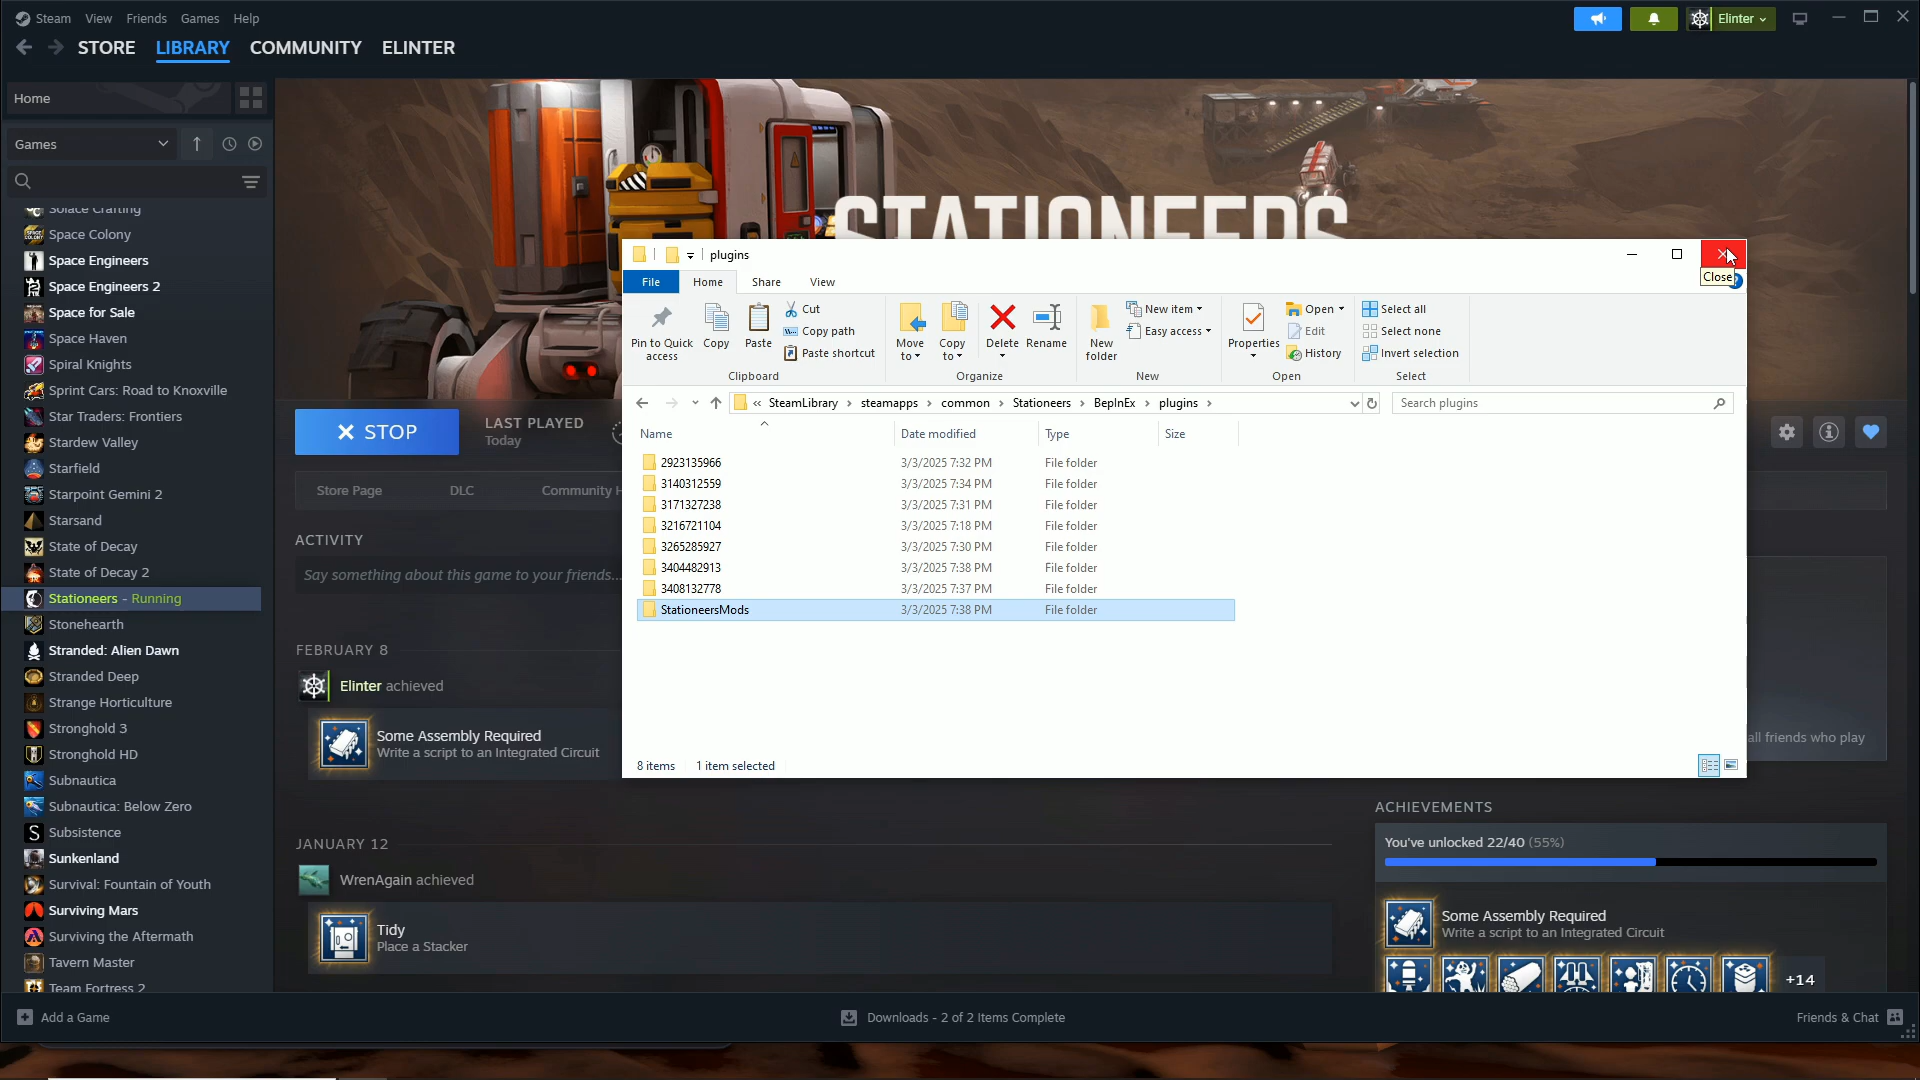 Steam View Friends Games Help
Elinter
STORE LIBRARY COMMUNITY ELINTER
Home
Games
Solace Crafting
Space Colony
Space Engineers
Space Engineers 2
Space for Sale
Space Haven
Spiral Knights
Sprint Cars: Road to Knoxville
Star Traders: Frontiers
Stardew Valley
Starfield
Starpoint Gemini 2
Starsand
State of Decay
State of Decay 2
Stationeers - Running
Stonehearth
Stranded: Alien Dawn
Stranded Deep
Strange Horticulture
Stronghold 3
Stronghold HD
Subnautica
Subnautica: Below Zero
Subsistence
Sunkenland
Survival: Fountain of Youth
Surviving Mars
Surviving the Aftermath
Tavern Master
Team Fortress 2
STATIONEERS
STOP
LAST PLAYED
Today
Store Page DLC Community H
ACTIVITY
Say something about this game to your friends...
FEBRUARY 8
Elinter achieved
Some Assembly Required
Write a script to an Integrated Circuit
JANUARY 12
WrenAgain achieved
Tidy
Place a Stacker
plugins
Close
File Home Share View
Pin to Quick access
Copy
Paste
Cut
Copy path
Paste shortcut
Clipboard
Move to
Copy to
Delete
Rename
Organize
New folder
New item
Easy access
New
Properties
Open
Edit
History
Open
Select all
Select none
Invert selection
Select
« SteamLibrary > steamapps > common > Stationeers > BepInEx > plugins >
Search plugins
Name Date modified Type Size
2923135966 3/3/2025 7:32 PM File folder
3140312559 3/3/2025 7:34 PM File folder
3171327238 3/3/2025 7:31 PM File folder
3216721104 3/3/2025 7:18 PM File folder
3265285927 3/3/2025 7:30 PM File folder
3404482913 3/3/2025 7:38 PM File folder
3408132778 3/3/2025 7:37 PM File folder
StationeersMods 3/3/2025 7:38 PM File folder
8 items 1 item selected
all friends who play
ACHIEVEMENTS
You've unlocked 22/40 (55%)
Some Assembly Required
Write a script to an Integrated Circuit
+14
Add a Game
Downloads - 2 of 2 Items Complete
Friends & Chat